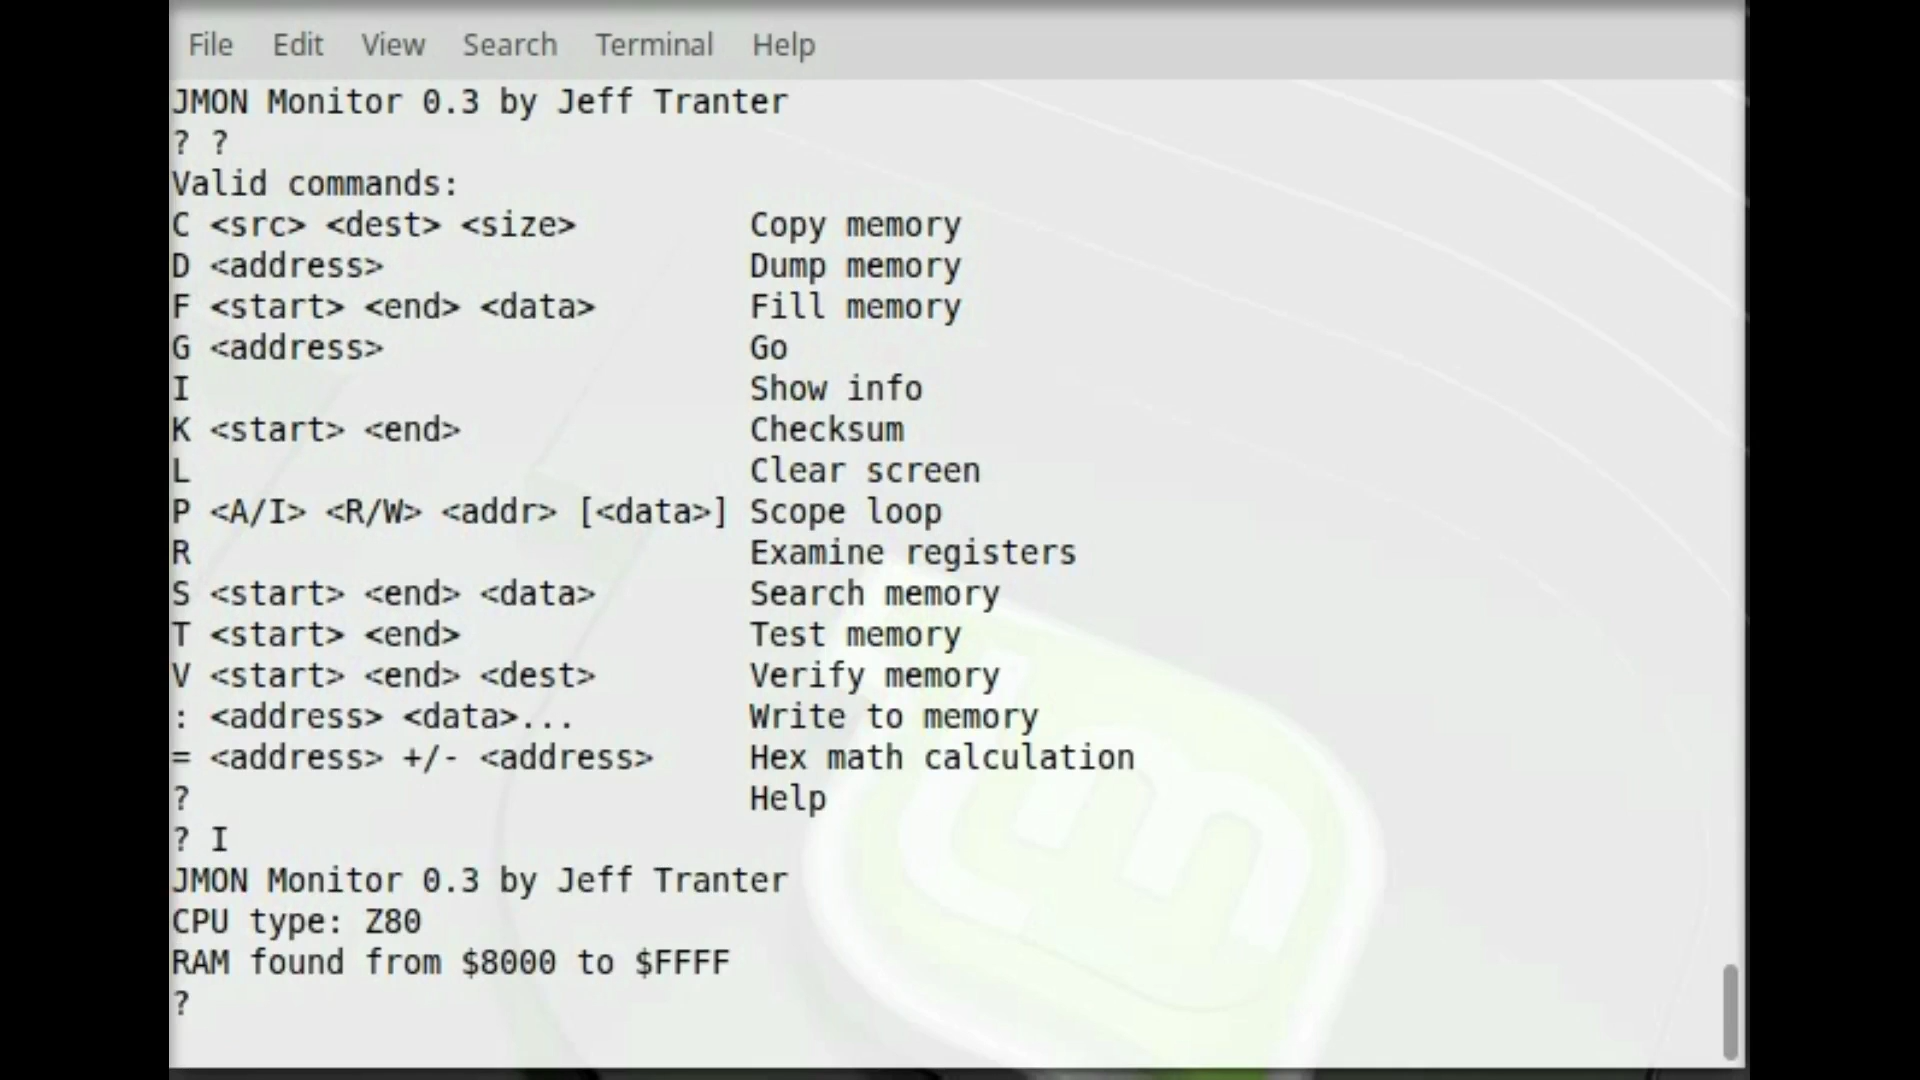 File Edit View Search Terminal Help
JMON Monitor 0.3 by Jeff Tranter
? ?
Valid commands:
C <src> <dest> <size>         Copy memory
D <address>                   Dump memory
F <start> <end> <data>        Fill memory
G <address>                   Go
I                             Show info
K <start> <end>               Checksum
L                             Clear screen
P <A/I> <R/W> <addr> [<data>] Scope loop
R                             Examine registers
S <start> <end> <data>        Search memory
T <start> <end>               Test memory
V <start> <end> <dest>        Verify memory
: <address> <data>...         Write to memory
= <address> +/- <address>     Hex math calculation
?                             Help
? I
JMON Monitor 0.3 by Jeff Tranter
CPU type: Z80
RAM found from $8000 to $FFFF
?